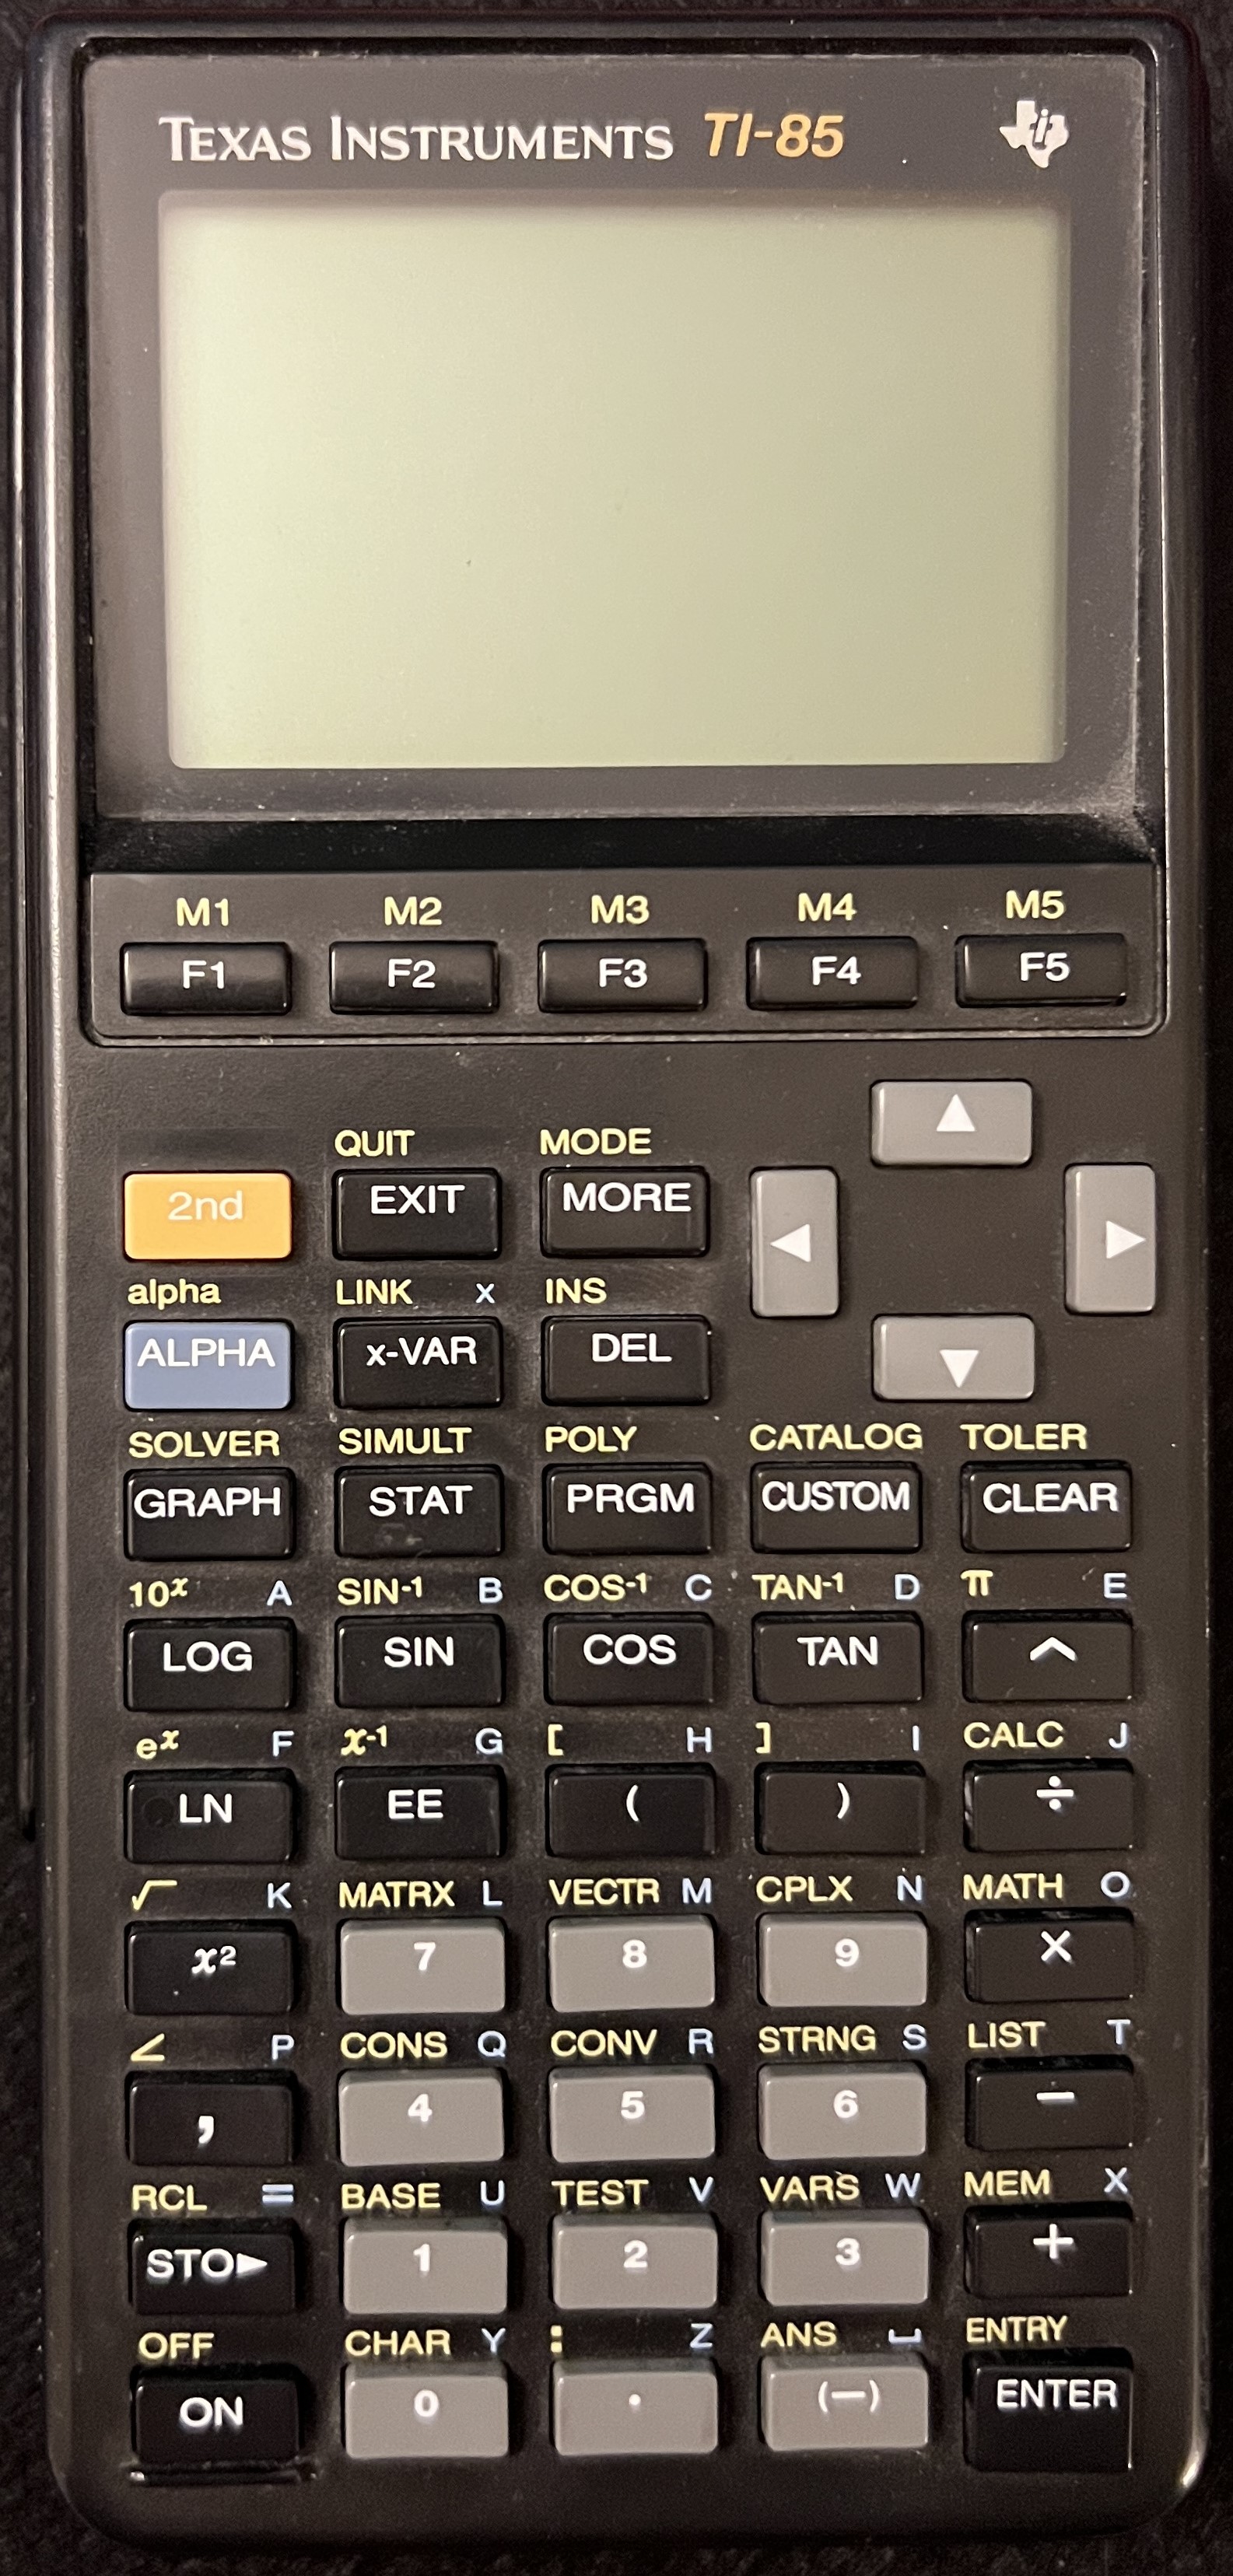 TEXAS INSTRUMENTS TI-85
M1 M2 M3 M4 M5
F1 F2 F3 F4 F5
QUIT MODE
2nd EXIT MORE
alpha LINK x INS
ALPHA x-VAR DEL
SOLVER SIMULT POLY CATALOG TOLER
GRAPH STAT PRGM CUSTOM CLEAR
10ˣ A SIN⁻¹ B COS⁻¹ C TAN⁻¹ D π E
LOG SIN COS TAN ^
eˣ F x⁻¹ G [ H ] I CALC J
LN EE ( ) ÷
√ K MATRX L VECTR M CPLX N MATH O
x² 7 8 9 ×
∠ P CONS Q CONV R STRNG S LIST T
, 4 5 6 −
RCL = BASE U TEST V VARS W MEM X
STO► 1 2 3 +
OFF CHAR Y : Z ANS ⎵ ENTRY
ON 0 . (−) ENTER